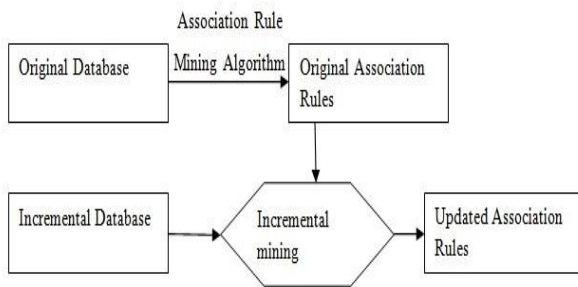 Association Rule
Mining Algorithm
Original Database
Original Association
Rules
Incremental Database
Incremental
mining
Updated Association
Rules